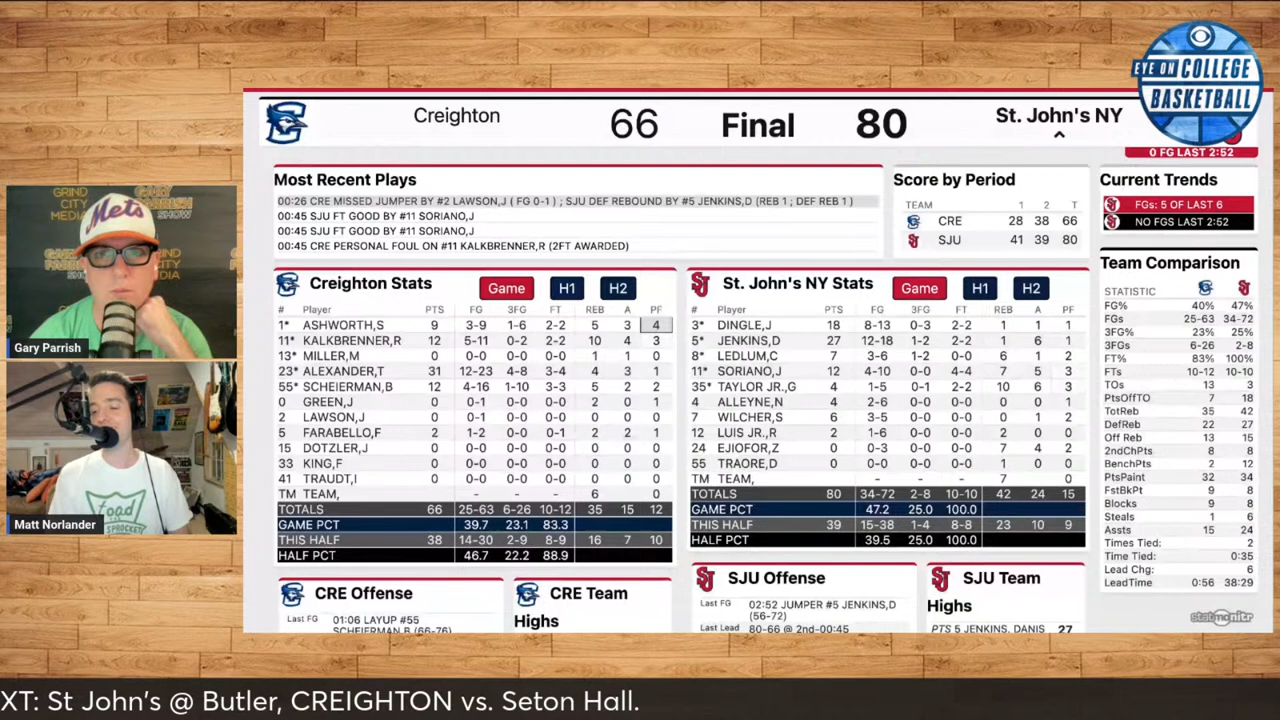 EYE ON COLLEGE
BASKETBALL
Creighton 66 Final 80 St. John's NY
0 FG LAST 2:52
Most Recent Plays
00:26 CRE MISSED JUMPER BY #2 LAWSON,J ( FG 0-1 ) ; SJU DEF REBOUND BY #5 JENKINS,D (REB 1 ; DEF REB 1 )
00:45 SJU FT GOOD BY #11 SORIANO,J
00:45 SJU FT GOOD BY #11 SORIANO,J
00:45 CRE PERSONAL FOUL ON #11 KALKBRENNER,R (2FT AWARDED)
Score by Period
TEAM 1 2 T
CRE 28 38 66
SJU 41 39 80
Current Trends
FGs: 5 OF LAST 6
NO FGS LAST 2:52
Creighton Stats Game H1 H2
# Player PTS FG 3FG FT REB A PF
1* ASHWORTH,S 9 3-9 1-6 2-2 5 3 4
11* KALKBRENNER,R 12 5-11 0-2 2-2 10 4 3
13* MILLER,M 0 0-0 0-0 0-0 1 1 0
23* ALEXANDER,T 31 12-23 4-8 3-4 4 3 1
55* SCHEIERMAN,B 12 4-16 1-10 3-3 5 2 2
0 GREEN,J 0 0-1 0-0 0-0 2 0 1
2 LAWSON,J 0 0-1 0-0 0-0 0 0 0
5 FARABELLO,F 2 1-2 0-0 0-1 2 2 1
15 DOTZLER,J 0 0-0 0-0 0-0 0 0 0
33 KING,F 0 0-0 0-0 0-0 0 0 0
41 TRAUDT,I 0 0-0 0-0 0-0 0 0 0
TM TEAM, - - - 6 0
TOTALS 66 25-63 6-26 10-12 35 15 12
GAME PCT 39.7 23.1 83.3
THIS HALF 38 14-30 2-9 8-9 16 7 10
HALF PCT 46.7 22.2 88.9
St. John's NY Stats Game H1 H2
# Player PTS FG 3FG FT REB A PF
3* DINGLE,J 18 8-13 0-3 2-2 1 1 1
5* JENKINS,D 27 12-18 1-2 2-2 1 6 1
8* LEDLUM,C 7 3-6 1-2 0-0 6 1 2
11* SORIANO,J 12 4-10 0-0 4-4 7 5 3
35* TAYLOR JR.,G 4 1-5 0-1 2-2 10 6 3
4 ALLEYNE,N 4 2-6 0-0 0-0 0 0 1
7 WILCHER,S 6 3-5 0-0 0-0 0 1 2
12 LUIS JR.,R 2 1-6 0-0 0-0 2 0 0
24 EJIOFOR,Z 0 0-3 0-0 0-0 7 4 2
55 TRAORE,D 0 0-0 0-0 0-0 1 0 0
TM TEAM, - - - 7 0
TOTALS 80 34-72 2-8 10-10 42 24 15
GAME PCT 47.2 25.0 100.0
THIS HALF 39 15-38 1-4 8-8 23 10 9
HALF PCT 39.5 25.0 100.0
Team Comparison
STATISTIC
FG% 40% 47%
FGs 25-63 34-72
3FG% 23% 25%
3FGs 6-26 2-8
FT% 83% 100%
FTs 10-12 10-10
TOs 13 3
PtsOffTO 7 18
TotReb 35 42
DefReb 22 27
Off Reb 13 15
2ndChPts 8 8
BenchPts 2 12
PtsPaint 32 34
FstBkPt 9 8
Blocks 9 8
Steals 1 6
Assts 15 24
Times Tied: 2
Time Tied: 0:35
Lead Chg: 6
LeadTime 0:56 38:29
statmonitr
CRE Offense
Last FG 01:06 LAYUP #55
SCHEIERMAN,B (66-76)
CRE Team
Highs
SJU Offense
Last FG 02:52 JUMPER #5 JENKINS,D
(56-72)
Last Lead 80-66 @ 2nd-00:45
SJU Team
Highs
PTS 5 JENKINS, DANIS 27
GRIND
CITY
MEDIA
GARY
PARRISH
SHOW
Mets
Gary Parrish
TOAD
SPROCKET
Matt Norlander
XT: St John's @ Butler, CREIGHTON vs. Seton Hall.